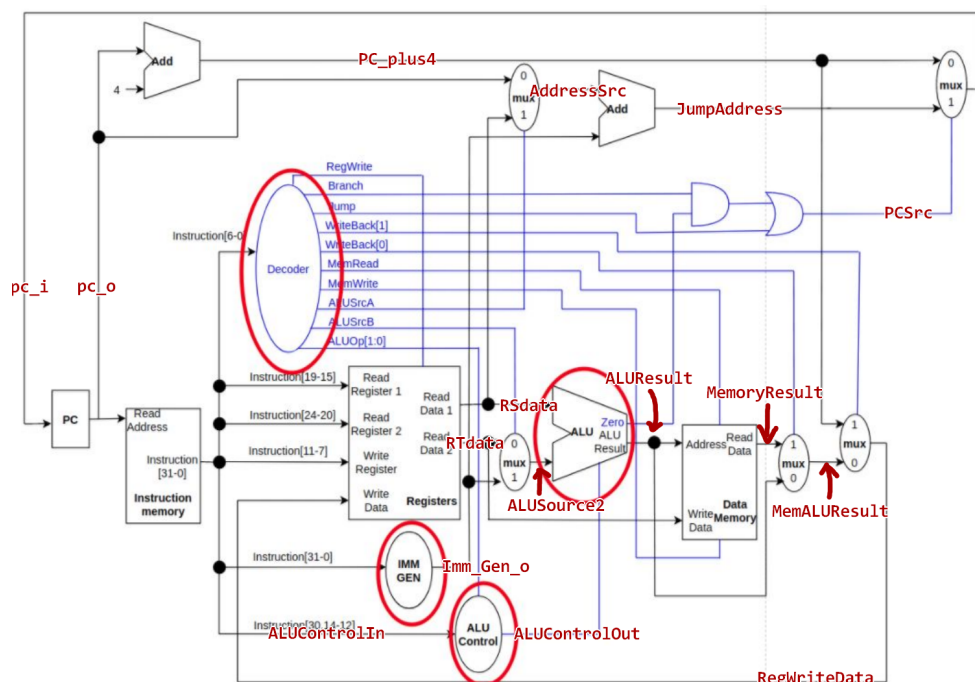 PC_plus4
Add
4
0
mux
1
AddressSrc
Add
JumpAddress
0
mux
1
RegWrite
Branch
Jump
WriteBack[1]
WriteBack[0]
MemRead
MemWrite
ALUSrcA
ALUSrcB
ALUOp[1:0]
Instruction[6-0
Decoder
PCSrc
pc_i
pc_o
PC
Read
Address
Instruction
[31-0]
Instruction
memory
Instruction[19-15]
Instruction[24-20]
Instruction[11-7]
Read
Register 1
Read
Register 2
Write
Register
Write
Data
Read
Data 1
Read
Data 2
Registers
RSdata
RTdata
0
mux
1
ALUSource2
ALU
Zero
ALU
Result
ALUResult
MemoryResult
Address
Read
Data
Write
Data
Data
Memory
1
mux
0
MemALUResult
1
mux
0
Instruction[31-0]
IMM
GEN
Imm_Gen_o
Instruction[30,14-12]
ALUControlIn
ALU
Control
ALUControlOut
RegWriteData